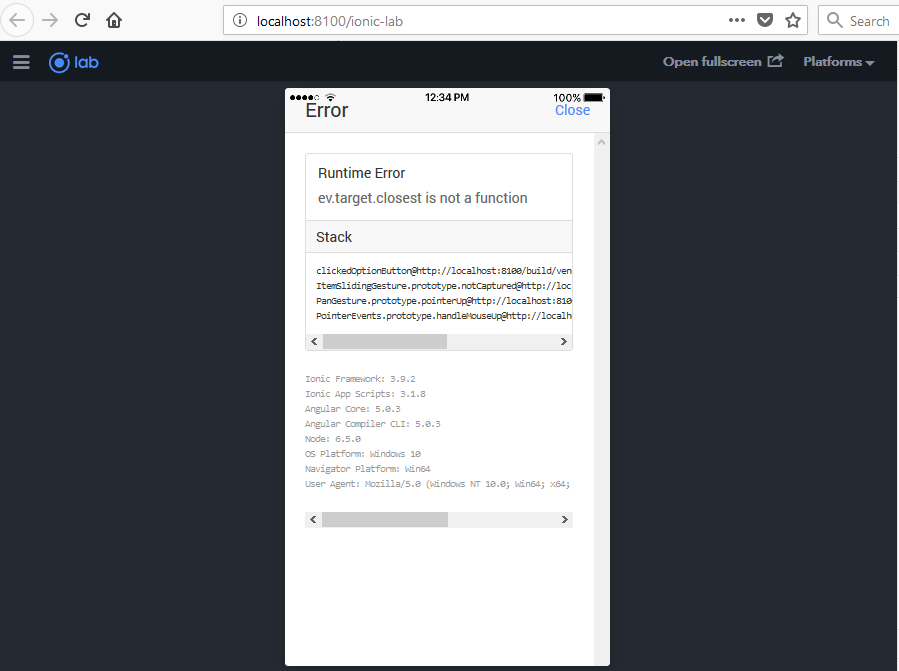 localhost:8100/ionic-lab
Search
lab
Open fullscreen
Platforms
12:34 PM
100%
Error
Close
Runtime Error
ev.target.closest is not a function
Stack
clickedOptionButton@http://localhost:8100/build/ven
ItemSlidingGesture.prototype.notCaptured@http://loc
PanGesture.prototype.pointerUp@http://localhost:810
PointerEvents.prototype.handleMouseUp@http://localh
Ionic Framework: 3.9.2
Ionic App Scripts: 3.1.8
Angular Core: 5.0.3
Angular Compiler CLI: 5.0.3
Node: 6.5.0
OS Platform: Windows 10
Navigator Platform: Win64
User Agent: Mozilla/5.0 (Windows NT 10.0; Win64; x64;